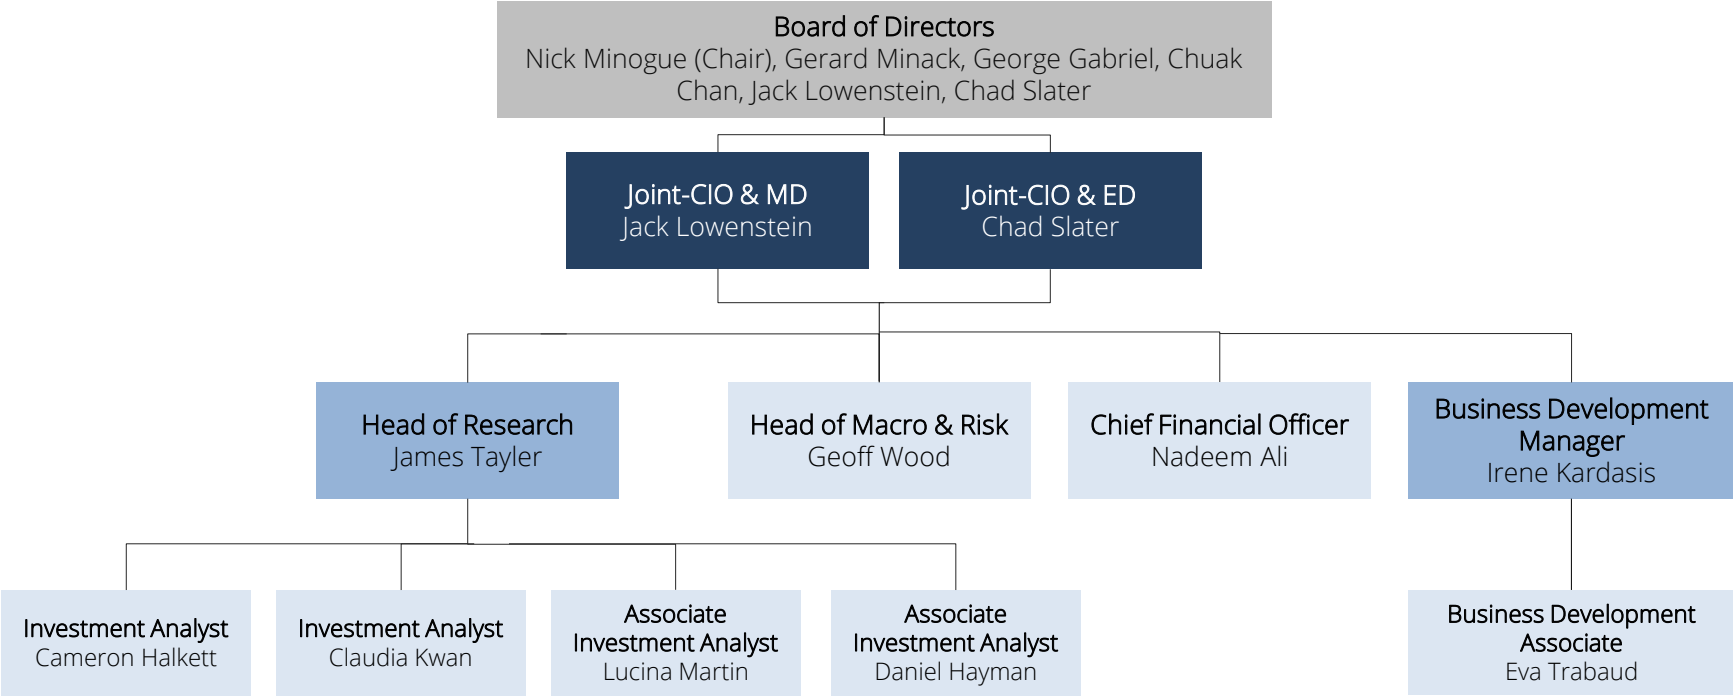 Board of Directors
Nick Minogue (Chair), Gerard Minack, George Gabriel, Chuak
Chan, Jack Lowenstein, Chad Slater
Joint-CIO & MD
Jack Lowenstein
Joint-CIO & ED
Chad Slater
Head of Research
James Tayler
Head of Macro & Risk
Geoff Wood
Chief Financial Officer
Nadeem Ali
Business Development
Manager
Irene Kardasis
Investment Analyst
Cameron Halkett
Investment Analyst
Claudia Kwan
Associate
Investment Analyst
Lucina Martin
Associate
Investment Analyst
Daniel Hayman
Business Development
Associate
Eva Trabaud